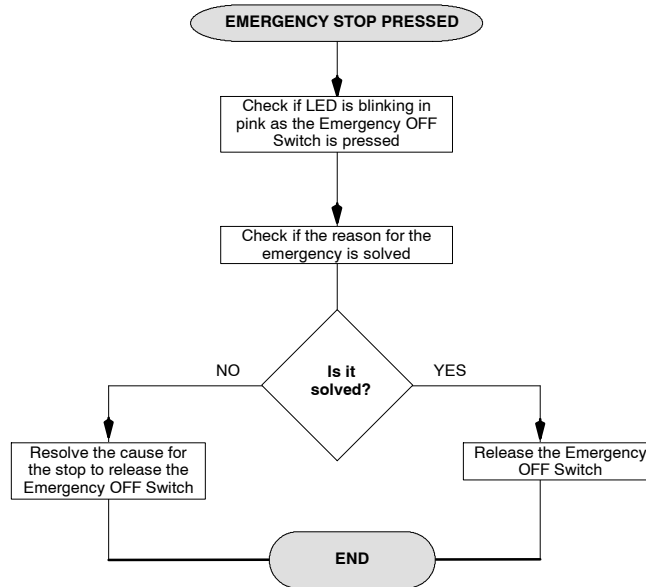 EMERGENCY STOP PRESSED
Check if LED is blinking in
pink as the Emergency OFF
Switch is pressed
Check if the reason for the
emergency is solved
Is it
solved?
NO
YES
Resolve the cause for
the stop to release the
Emergency OFF Switch
Release the Emergency
OFF Switch
END